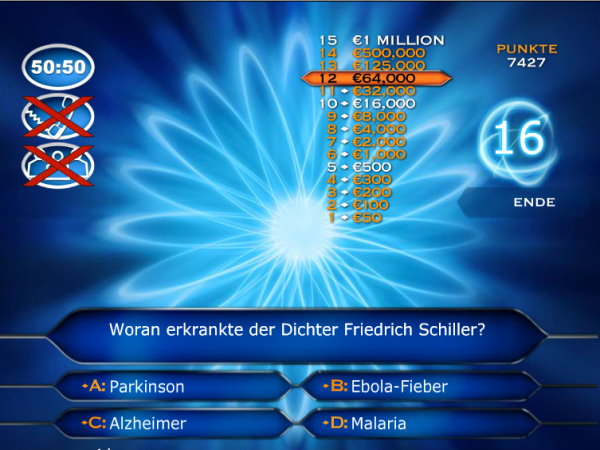 50:50
15 €1 MILLION
14 €500,000
13 €125,000
12 €64,000
11 €32,000
10 €16,000
9 €8,000
8 €4,000
7 €2,000
6 €1,000
5 €500
4 €300
3 €200
2 €100
1 €50
PUNKTE
7427
16
ENDE
Woran erkrankte der Dichter Friedrich Schiller?
A: Parkinson
B: Ebola-Fieber
C: Alzheimer
D: Malaria